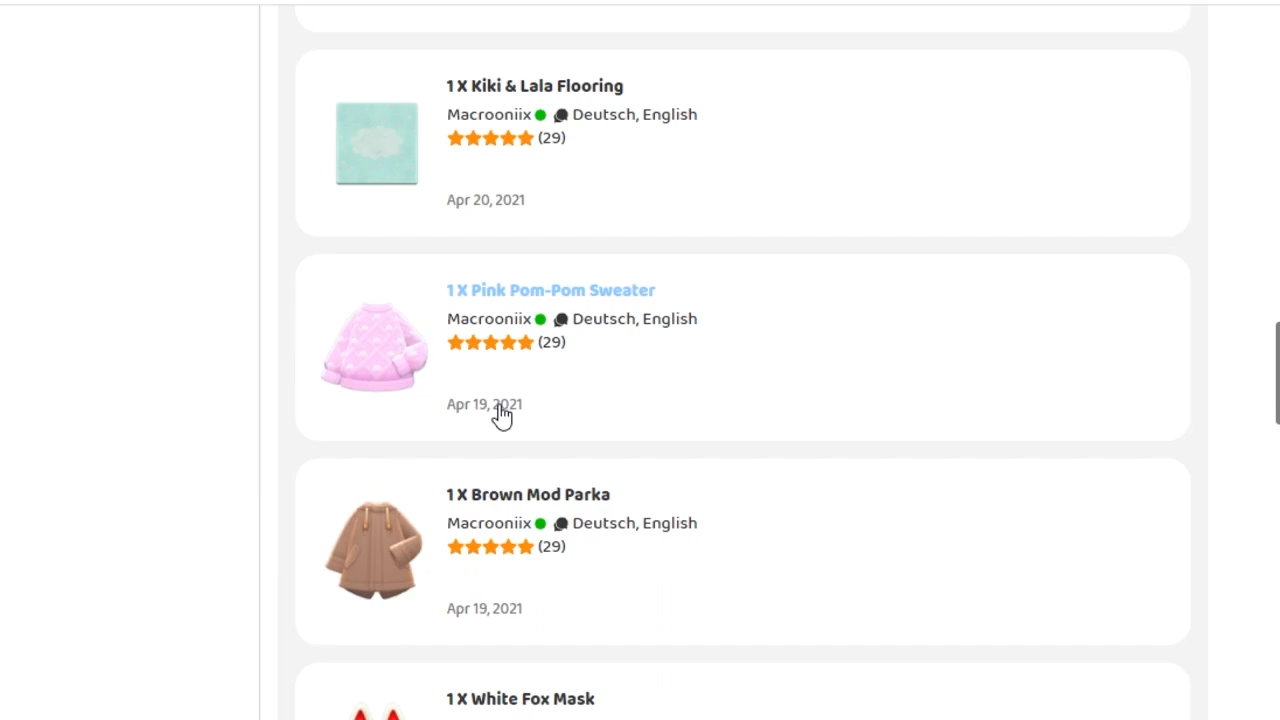 1 X Kiki & Lala Flooring
Macrooniix Deutsch, English
(29)
Apr 20, 2021
1 X Pink Pom-Pom Sweater
Macrooniix Deutsch, English
(29)
Apr 19, 2021
1 X Brown Mod Parka
Macrooniix Deutsch, English
(29)
Apr 19, 2021
1 X White Fox Mask